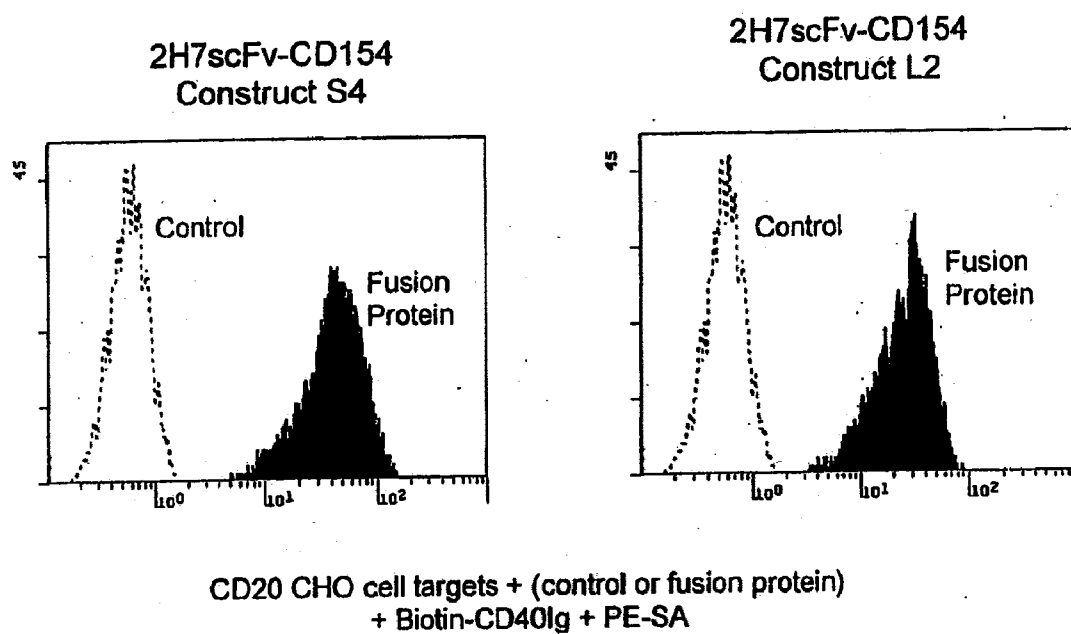 2H7scFv-CD154
Construct S4
45
Control
Fusion
Protein
10⁰
10¹
10²
2H7scFv-CD154
Construct L2
45
Control
Fusion
Protein
10⁰
10¹
10²
CD20 CHO cell targets + (control or fusion protein)
+ Biotin-CD40Ig + PE-SA